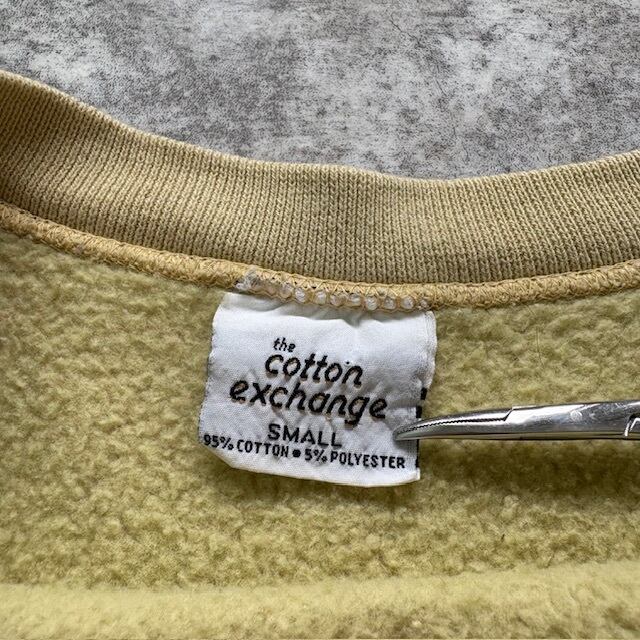 the
cotton
exchange
SMALL
95% COTTON • 5% POLYESTER